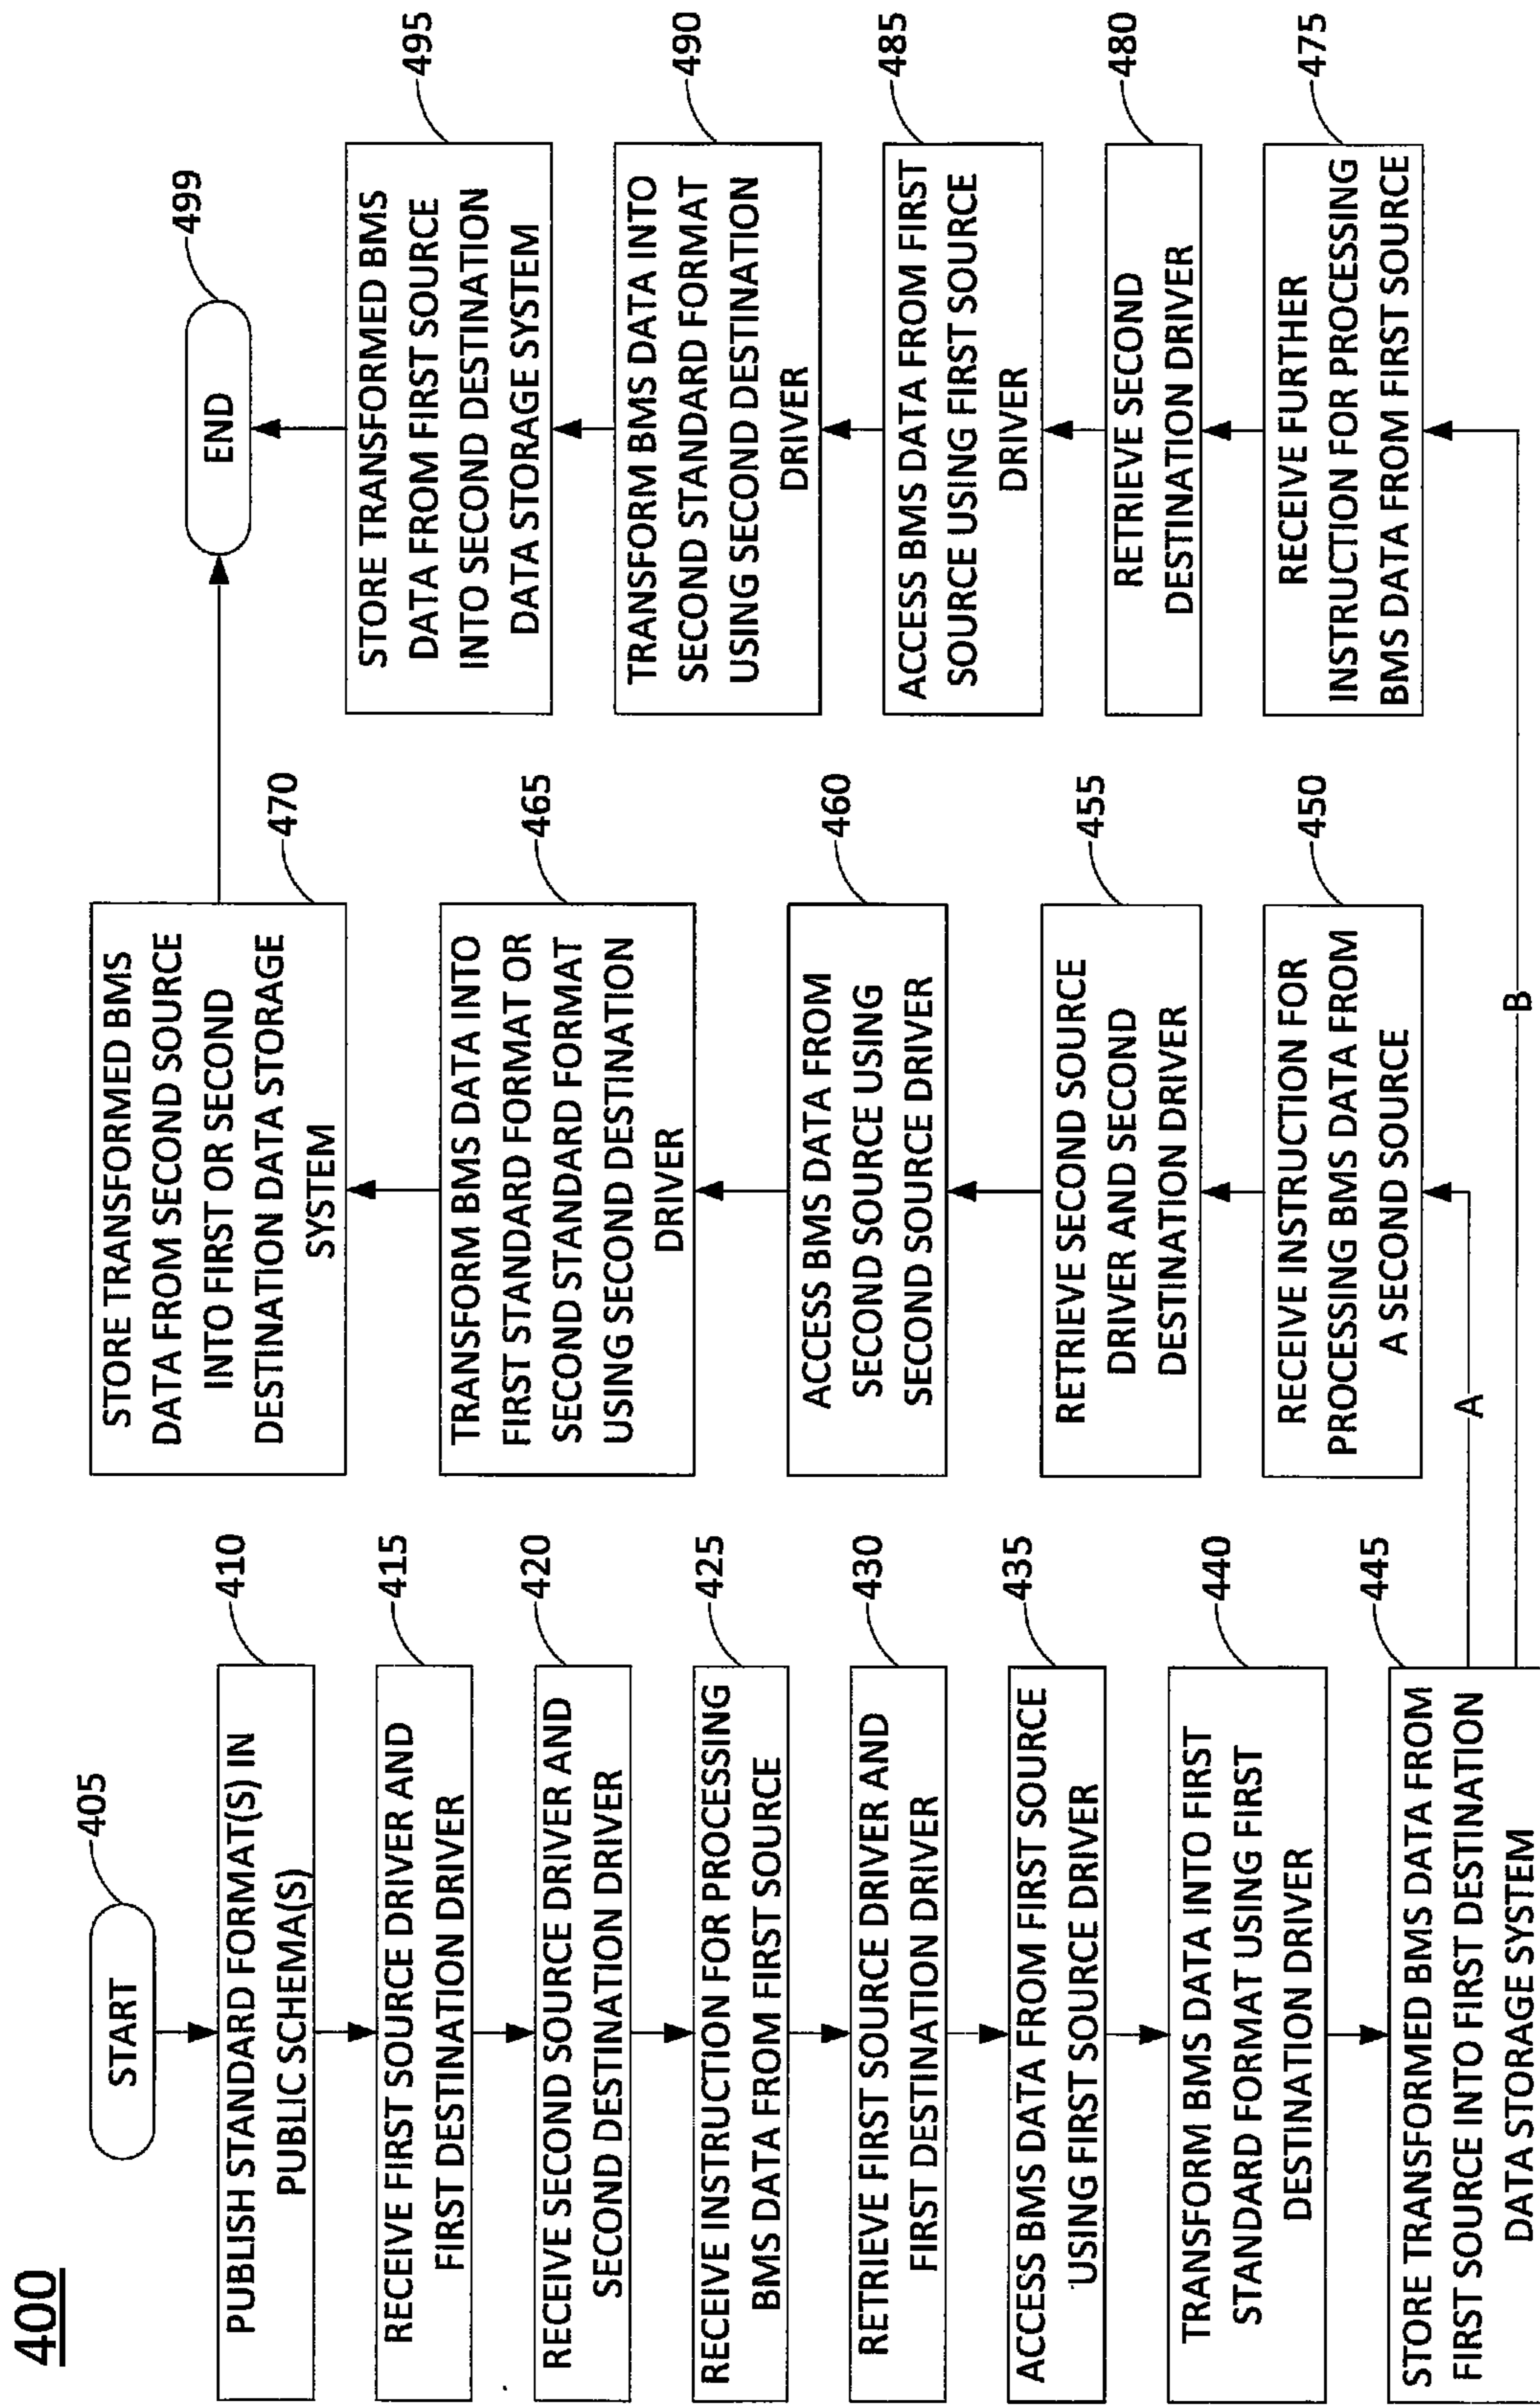 400
START
405
PUBLISH STANDARD FORMAT(S) IN
PUBLIC SCHEMA(S)
410
RECEIVE FIRST SOURCE DRIVER AND
FIRST DESTINATION DRIVER
415
RECEIVE SECOND SOURCE DRIVER AND
SECOND DESTINATION DRIVER
420
RECEIVE INSTRUCTION FOR PROCESSING
BMS DATA FROM FIRST SOURCE
425
RETRIEVE FIRST SOURCE DRIVER AND
FIRST DESTINATION DRIVER
430
ACCESS BMS DATA FROM FIRST SOURCE
USING FIRST SOURCE DRIVER
435
TRANSFORM BMS DATA INTO FIRST
STANDARD FORMAT USING FIRST
DESTINATION DRIVER
440
STORE TRANSFORMED BMS DATA FROM
FIRST SOURCE INTO FIRST DESTINATION
DATA STORAGE SYSTEM
445
A
B
RECEIVE INSTRUCTION FOR
PROCESSING BMS DATA FROM
A SECOND SOURCE
450
RETRIEVE SECOND SOURCE
DRIVER AND SECOND
DESTINATION DRIVER
455
ACCESS BMS DATA FROM
SECOND SOURCE USING
SECOND SOURCE DRIVER
460
TRANSFORM BMS DATA INTO
FIRST STANDARD FORMAT OR
SECOND STANDARD FORMAT
USING SECOND DESTINATION
DRIVER
465
STORE TRANSFORMED BMS
DATA FROM SECOND SOURCE
INTO FIRST OR SECOND
DESTINATION DATA STORAGE
SYSTEM
470
RECEIVE FURTHER
INSTRUCTION FOR PROCESSING
BMS DATA FROM FIRST SOURCE
475
RETRIEVE SECOND
DESTINATION DRIVER
480
ACCESS BMS DATA FROM FIRST
SOURCE USING FIRST SOURCE
DRIVER
485
TRANSFORM BMS DATA INTO
SECOND STANDARD FORMAT
USING SECOND DESTINATION
DRIVER
490
STORE TRANSFORMED BMS
DATA FROM FIRST SOURCE
INTO SECOND DESTINATION
DATA STORAGE SYSTEM
495
END
499